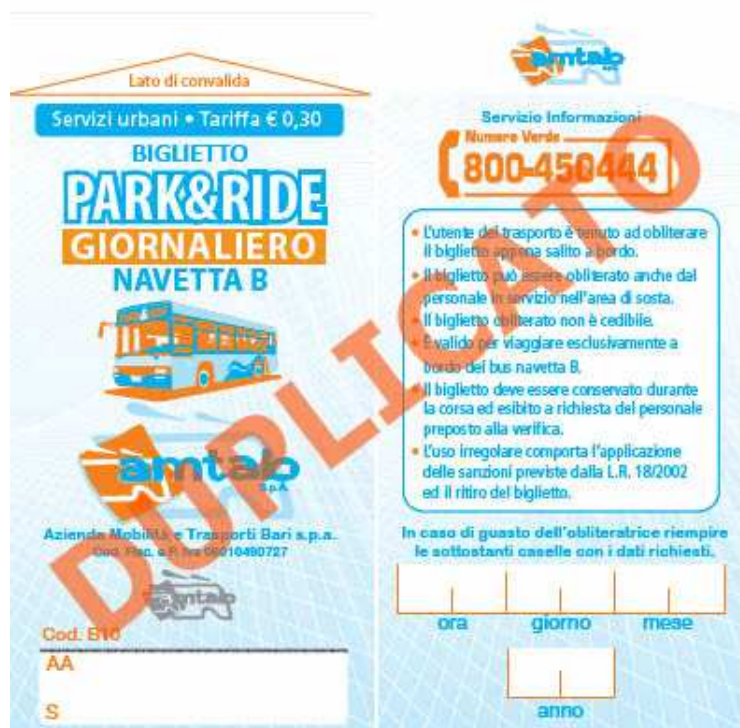 Lato di convalida
Servizi urbani • Tariffa € 0,30
BIGLIETTO
PARK&RIDE
GIORNALIERO
NAVETTA B
amtab
S.p.A.
Azienda Mobilità e Trasporti Bari s.p.a.
Cod. Fisc. e P. Iva 06010490727
amtab
Cod. B10
AA
S
amtab
Servizio Informazioni
Numero Verde
800-450444
• L'utente del trasporto è tenuto ad obliterare
il biglietto appena salito a bordo.
• Il biglietto può essere obliterato anche dal
personale in servizio nell'area di sosta.
• Il biglietto obliterato non è cedibile.
• È valido per viaggiare esclusivamente a
bordo dei bus navetta B.
• Il biglietto deve essere conservato durante
la corsa ed esibito a richiesta del personale
preposto alla verifica.
• L'uso irregolare comporta l'applicazione
delle sanzioni previste dalla L.R. 18/2002
ed il ritiro del biglietto.
In caso di guasto dell'obliteratrice riempire
le sottostanti caselle con i dati richiesti.
ora giorno mese
anno
DUPLICATO